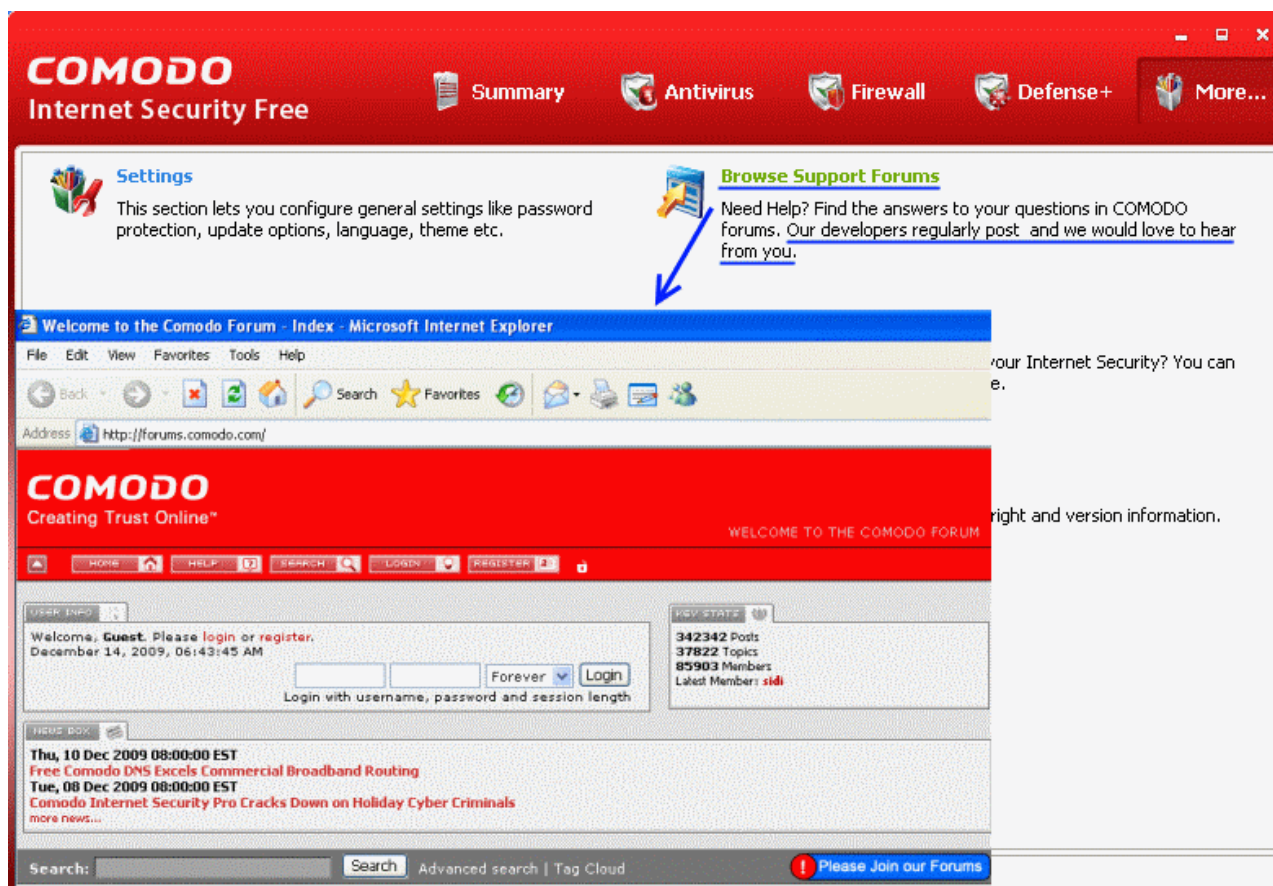 COMODO
Internet Security Free
Summary
Antivirus
Firewall
Defense+
More...
Settings
This section lets you configure general settings like password
protection, update options, language, theme etc.
Browse Support Forums
Need Help? Find the answers to your questions in COMODO
forums. Our developers regularly post and we would love to hear
from you.
your Internet Security? You can
e.
right and version information.
Welcome to the Comodo Forum - Index - Microsoft Internet Explorer
File Edit View Favorites Tools Help
Back
Search
Favorites
Address http://forums.comodo.com/
COMODO
Creating Trust Online™
WELCOME TO THE COMODO FORUM
HOME
HELP
SEARCH
LOGIN
REGISTER
USER INFO
Welcome, Guest. Please login or register.
December 14, 2009, 06:43:45 AM
Forever
Login
Login with username, password and session length
KEY STATS
342342 Posts
37822 Topics
85903 Members
Latest Member: sidi
NEWS BOX
Thu, 10 Dec 2009 08:00:00 EST
Free Comodo DNS Excels Commercial Broadband Routing
Tue, 08 Dec 2009 08:00:00 EST
Comodo Internet Security Pro Cracks Down on Holiday Cyber Criminals
more news...
Search:
Search
Advanced search | Tag Cloud
! Please Join our Forums